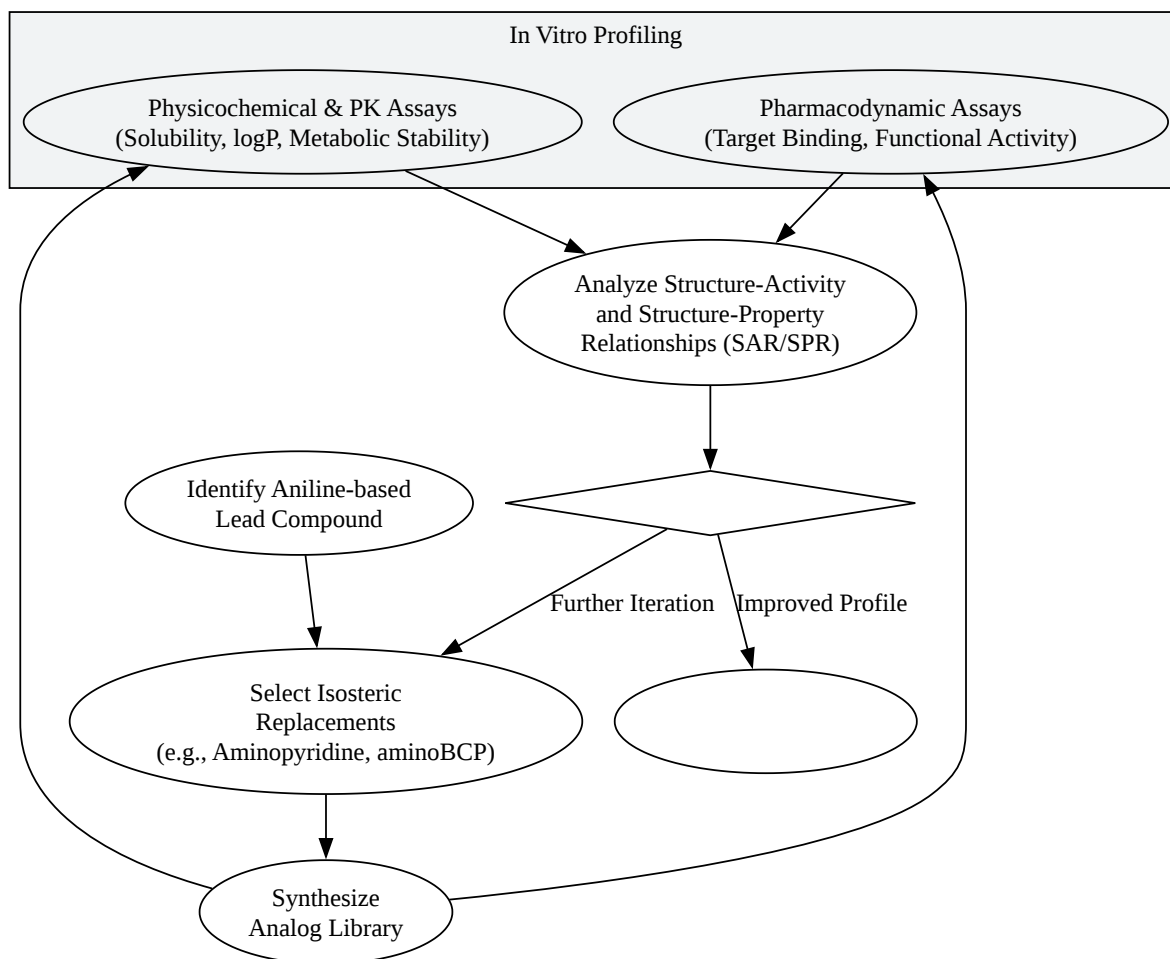 In Vitro Profiling
Physicochemical & PK Assays
(Solubility, logP, Metabolic Stability)
Pharmacodynamic Assays
(Target Binding, Functional Activity)
Analyze Structure-Activity
and Structure-Property
Relationships (SAR/SPR)
Identify Aniline-based
Lead Compound
Further Iteration
Improved Profile
Select Isosteric
Replacements
(e.g., Aminopyridine, aminoBCP)
Synthesize
Analog Library